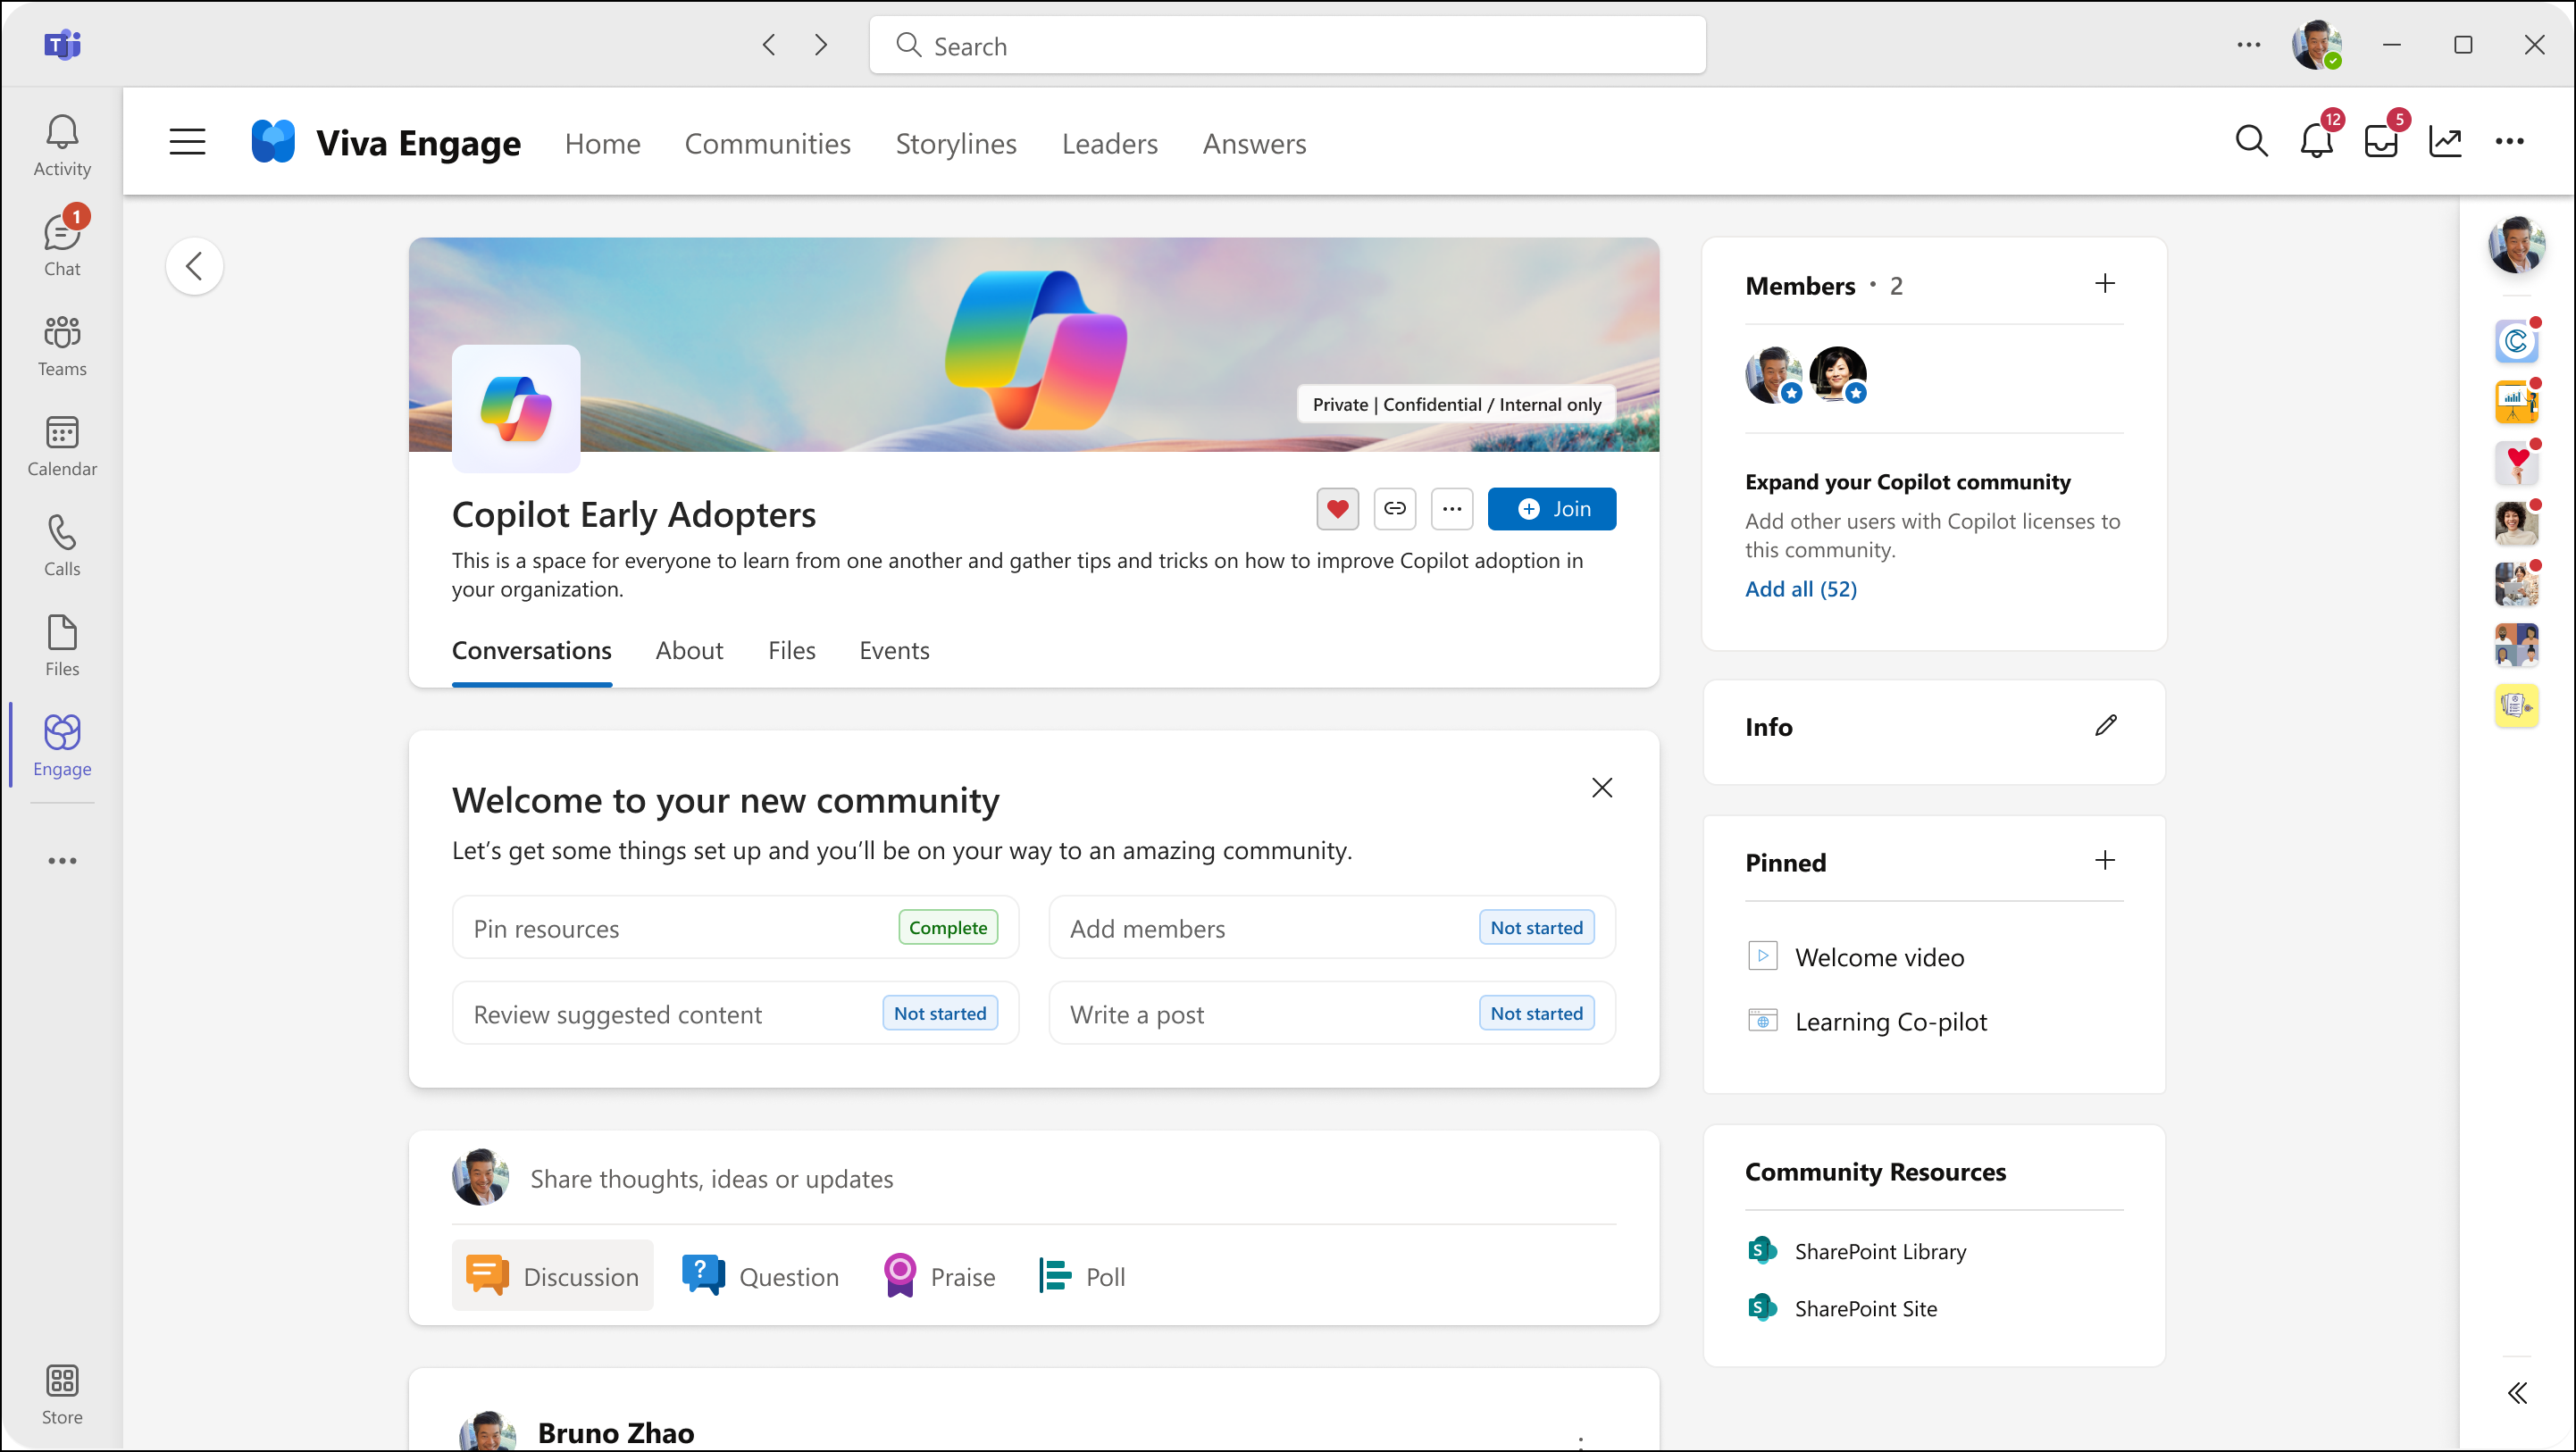 Search
Activity
1
Chat
Teams
Calendar
Calls
Files
Engage
Store
Viva Engage
Home
Communities
Storylines
Leaders
Answers
12
5
Private | Confidential / Internal only
Copilot Early Adopters
Join
This is a space for everyone to learn from one another and gather tips and tricks on how to improve Copilot adoption in
your organization.
Conversations
About
Files
Events
Welcome to your new community
Let’s get some things set up and you’ll be on your way to an amazing community.
Pin resources
Complete
Add members
Not started
Review suggested content
Not started
Write a post
Not started
Share thoughts, ideas or updates
Discussion
Question
Praise
Poll
Bruno Zhao
Members • 2
Expand your Copilot community
Add other users with Copilot licenses to
this community.
Add all (52)
Info
Pinned
Welcome video
Learning Co-pilot
Community Resources
SharePoint Library
SharePoint Site